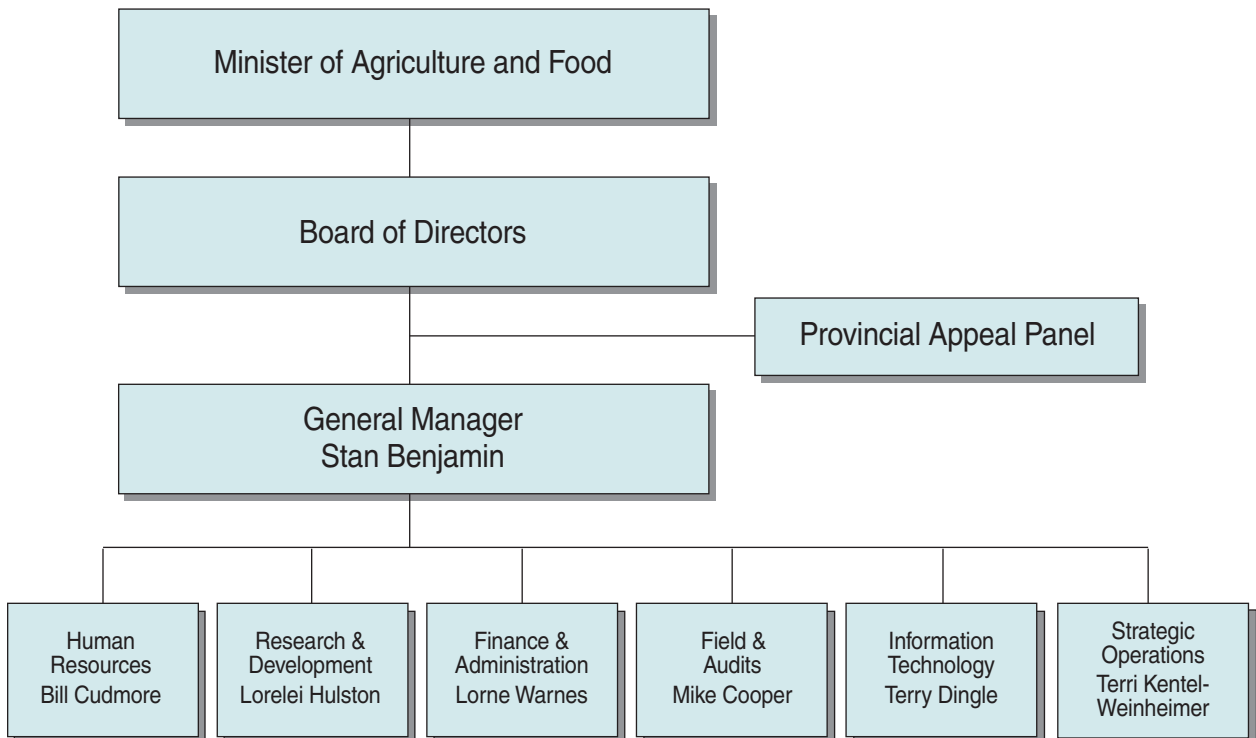 Minister of Agriculture and Food
Board of Directors
Provincial Appeal Panel
General Manager
Stan Benjamin
Human
Resources
Bill Cudmore
Research &
Development
Lorelei Hulston
Finance &
Administration
Lorne Warnes
Field &
Audits
Mike Cooper
Information
Technology
Terry Dingle
Strategic
Operations
Terri Kentel-
Weinheimer